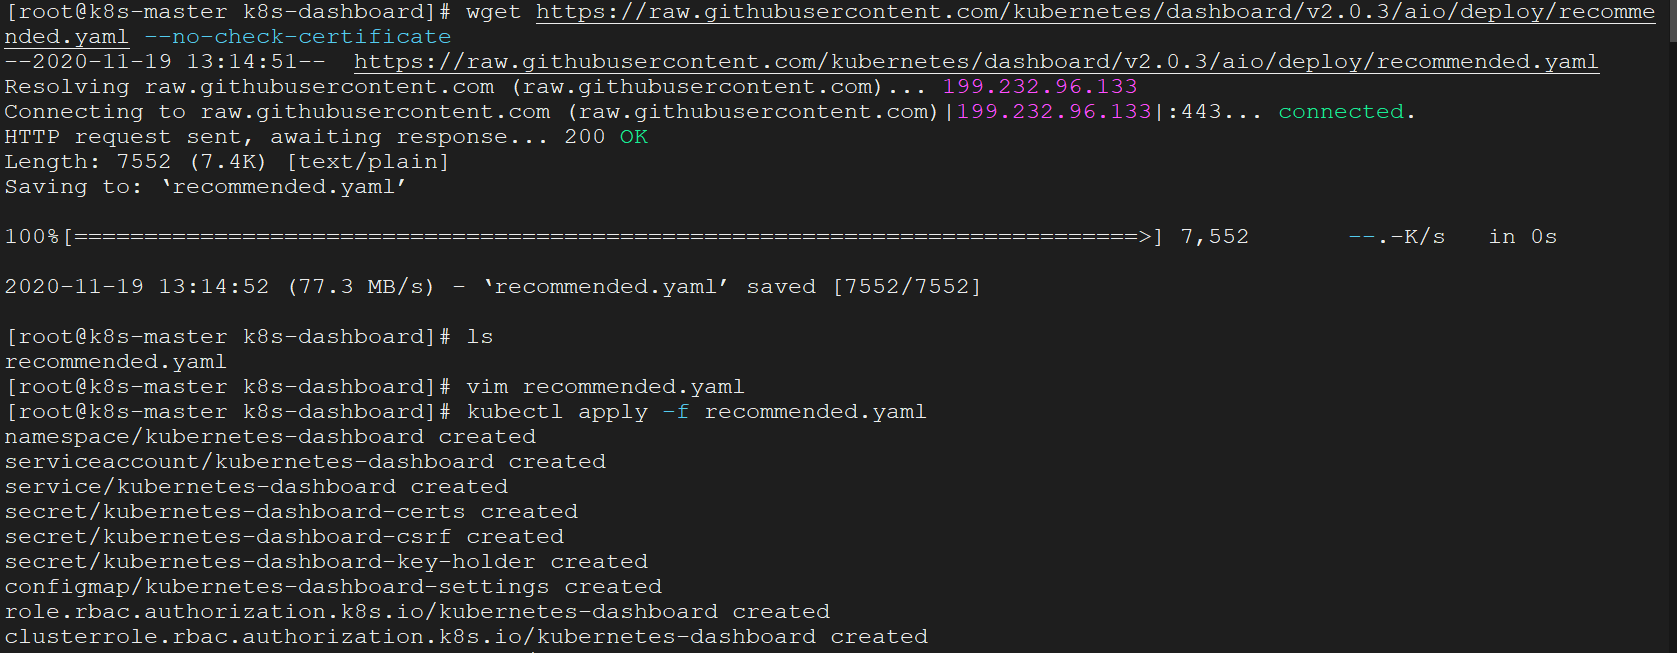 [root@k8s-master k8s-dashboard]# wget https://raw.githubusercontent.com/kubernetes/dashboard/v2.0.3/aio/deploy/recomme
nded.yaml --no-check-certificate
--2020-11-19 13:14:51--  https://raw.githubusercontent.com/kubernetes/dashboard/v2.0.3/aio/deploy/recommended.yaml
Resolving raw.githubusercontent.com (raw.githubusercontent.com)... 199.232.96.133
Connecting to raw.githubusercontent.com (raw.githubusercontent.com)|199.232.96.133|:443... connected.
HTTP request sent, awaiting response... 200 OK
Length: 7552 (7.4K) [text/plain]
Saving to: ‘recommended.yaml’
100%[============================================================================>] 7,552       --.-K/s   in 0s
2020-11-19 13:14:52 (77.3 MB/s) - ‘recommended.yaml’ saved [7552/7552]
[root@k8s-master k8s-dashboard]# ls
recommended.yaml
[root@k8s-master k8s-dashboard]# vim recommended.yaml
[root@k8s-master k8s-dashboard]# kubectl apply -f recommended.yaml
namespace/kubernetes-dashboard created
serviceaccount/kubernetes-dashboard created
service/kubernetes-dashboard created
secret/kubernetes-dashboard-certs created
secret/kubernetes-dashboard-csrf created
secret/kubernetes-dashboard-key-holder created
configmap/kubernetes-dashboard-settings created
role.rbac.authorization.k8s.io/kubernetes-dashboard created
clusterrole.rbac.authorization.k8s.io/kubernetes-dashboard created